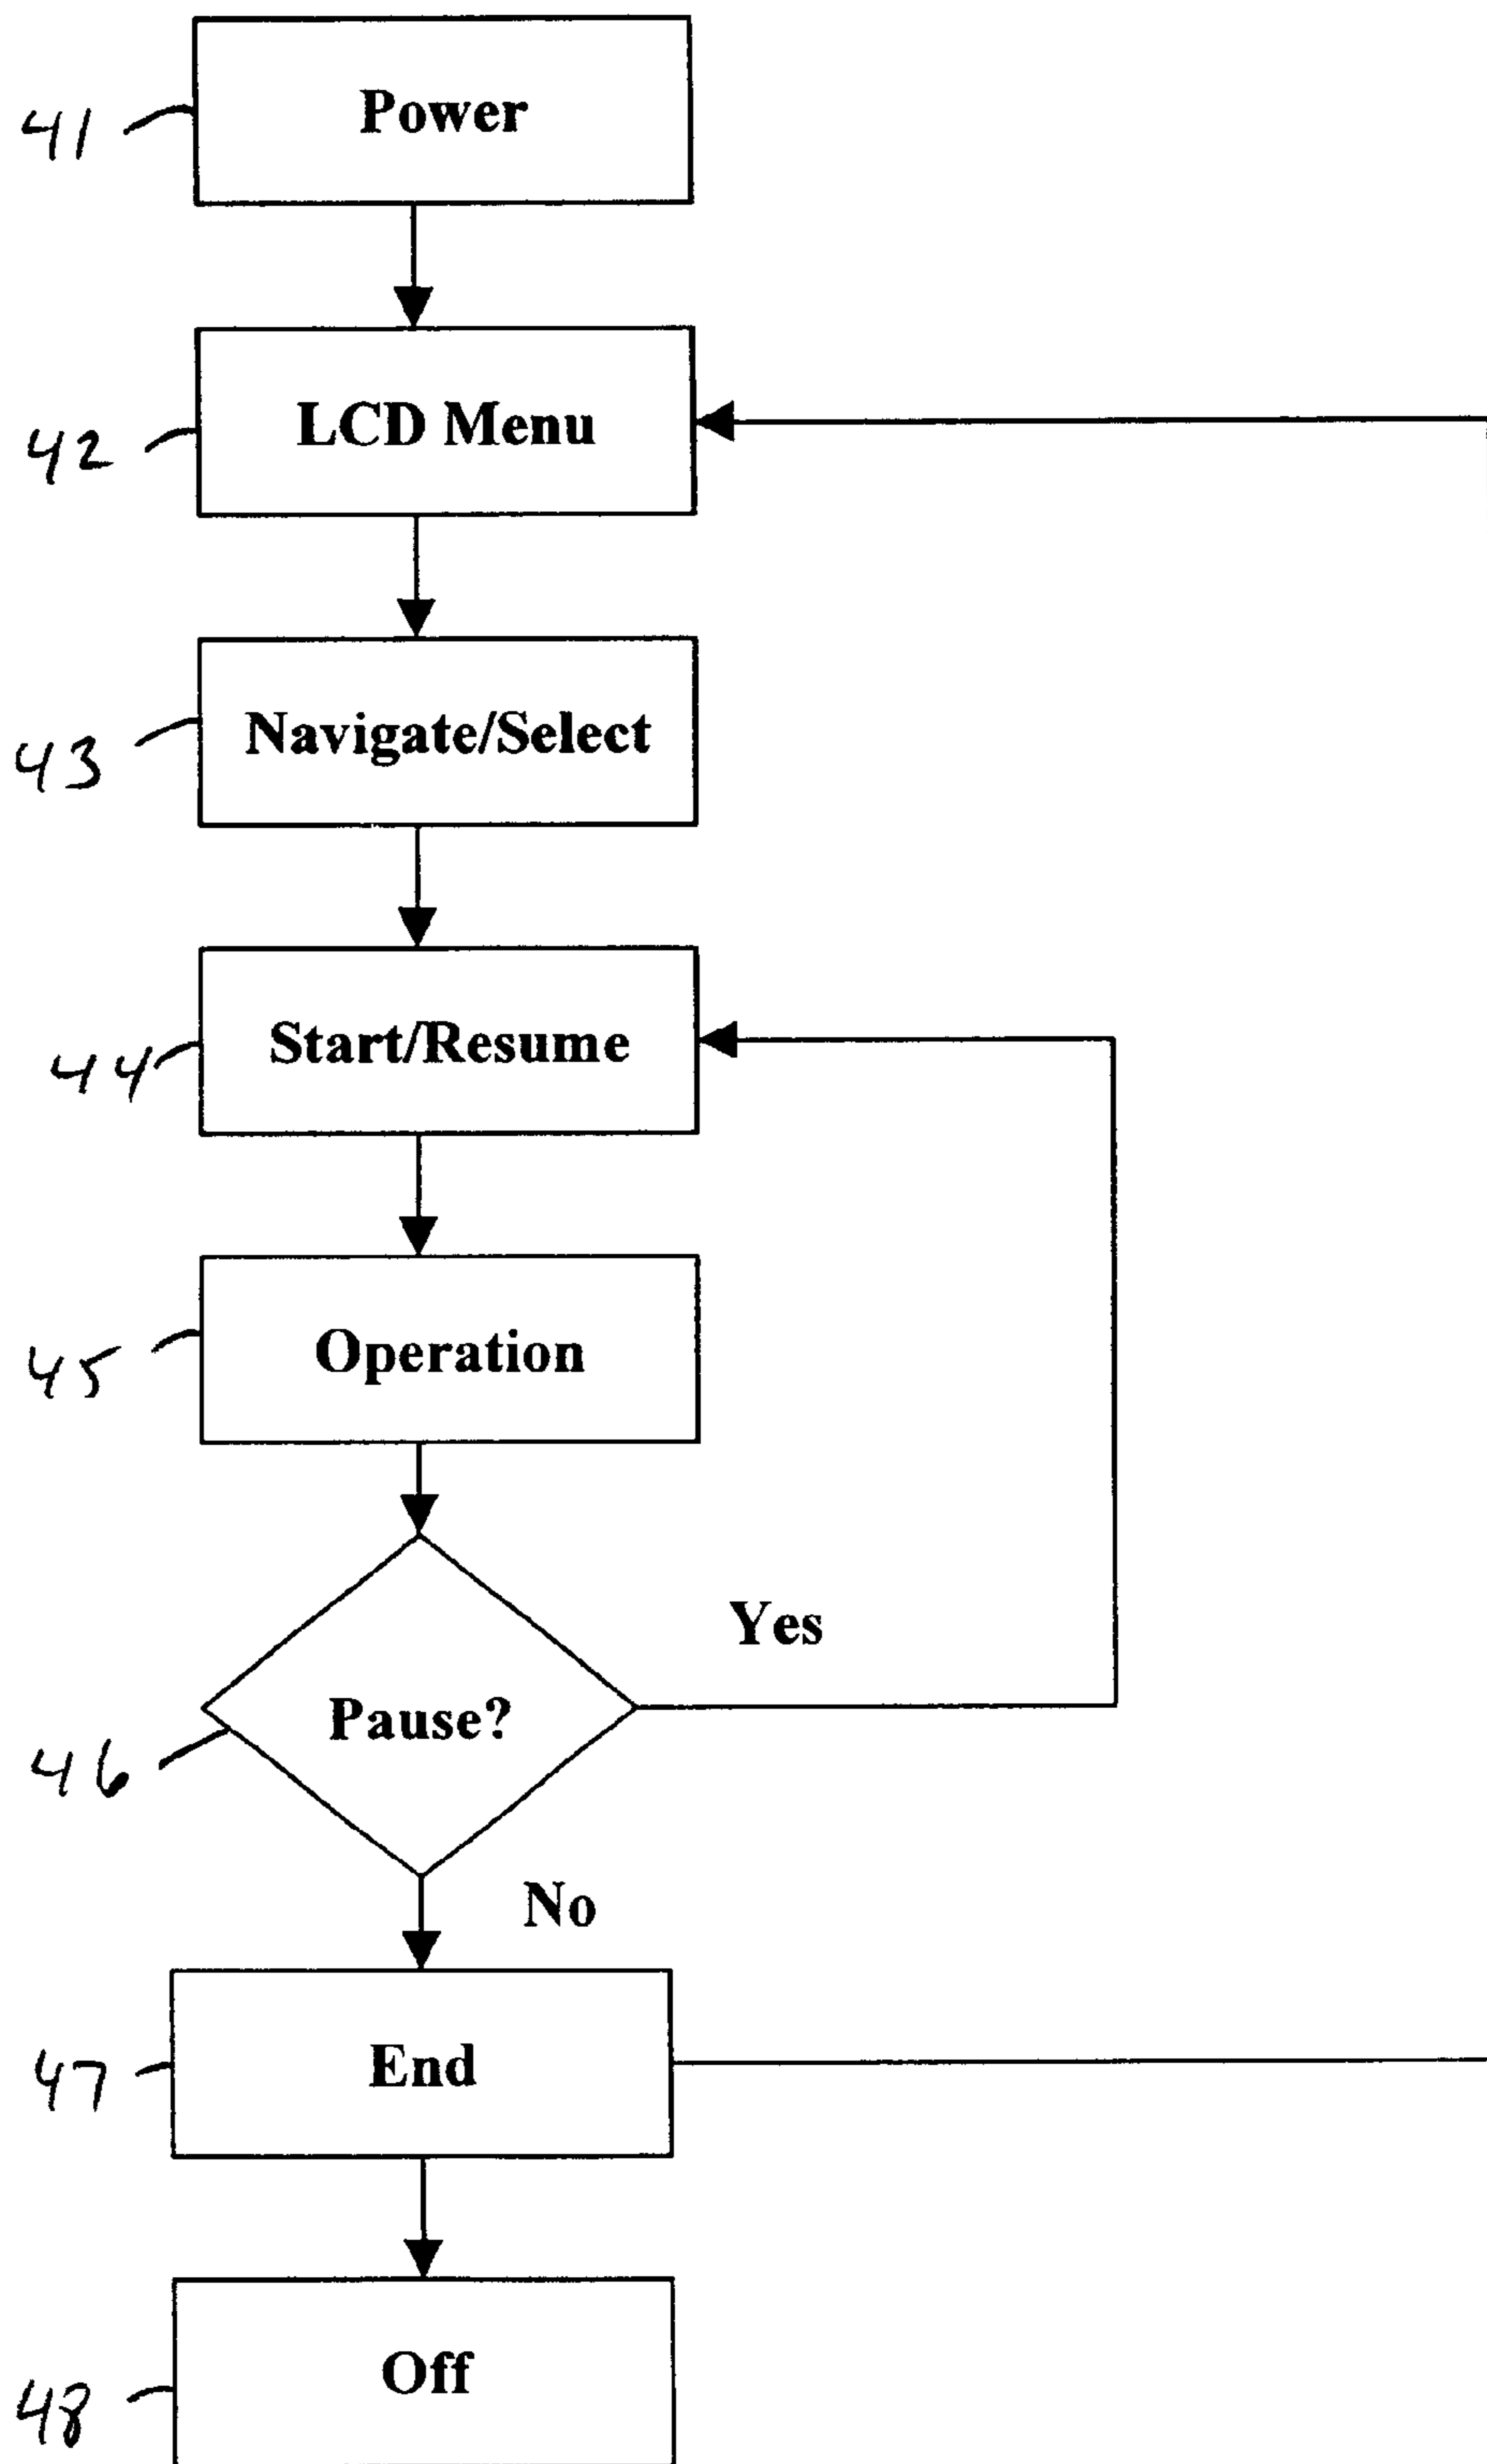 41
Power
42
LCD Menu
43
Navigate/Select
44
Start/Resume
45
Operation
Yes
46
Pause?
No
47
End
48
Off